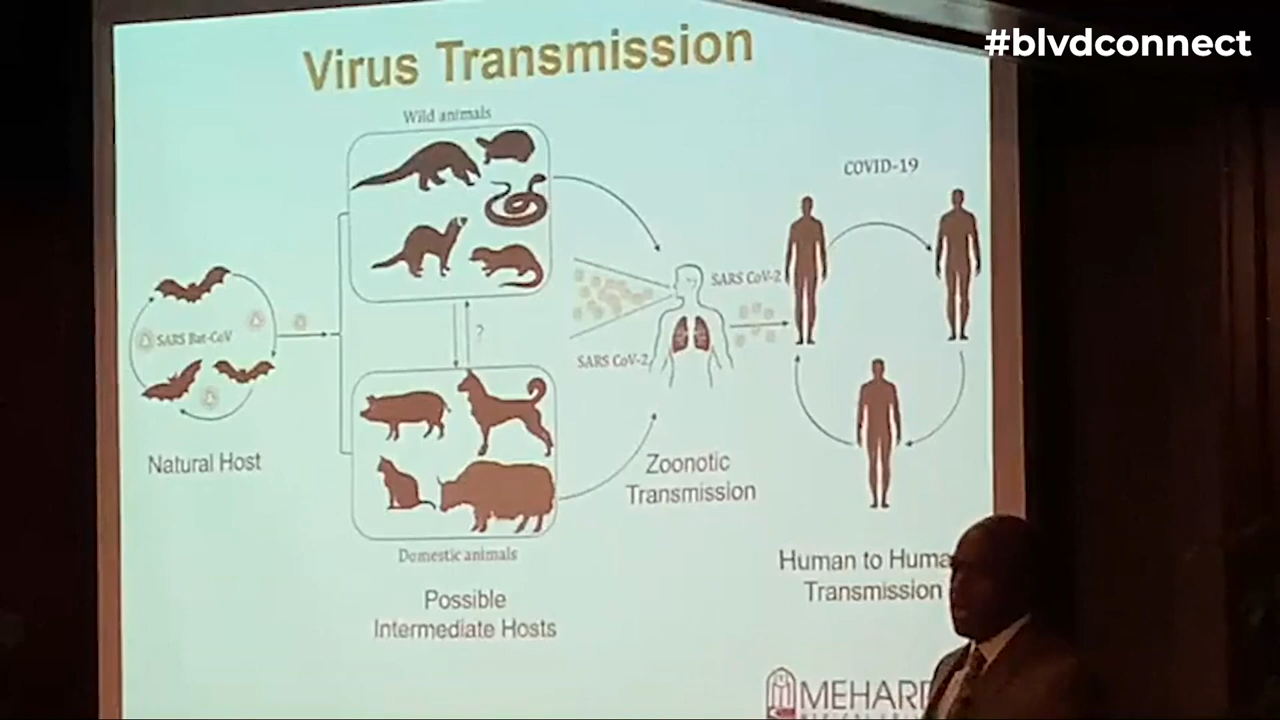 #blvdconnect
Virus Transmission
Wild animals
COVID-19
SARS CoV-2
SARS Bat-CoV
?
SARS CoV-2
Natural Host
Zoonotic
Transmission
Domestic animals
Human to Huma
Transmission
Possible
Intermediate Hosts
MEHAR